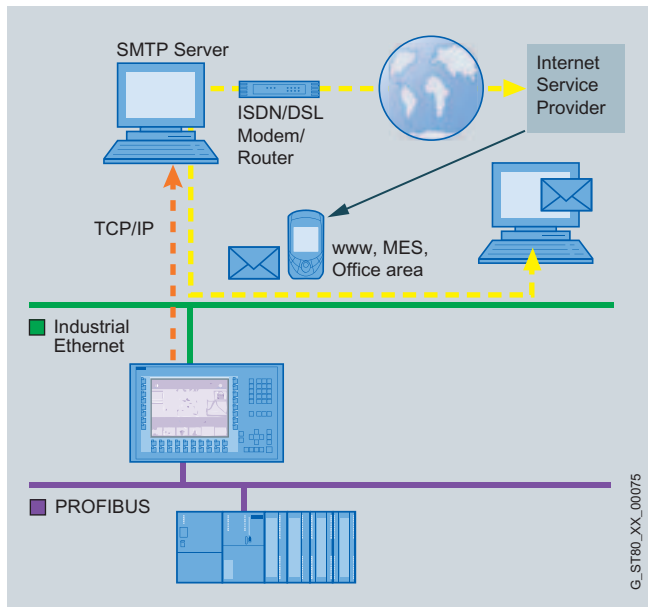 SMTP Server
ISDN/DSL
Modem/
Router
Internet
Service
Provider
TCP/IP
www, MES,
Office area
Industrial
Ethernet
PROFIBUS
G_ST80_XX_00075